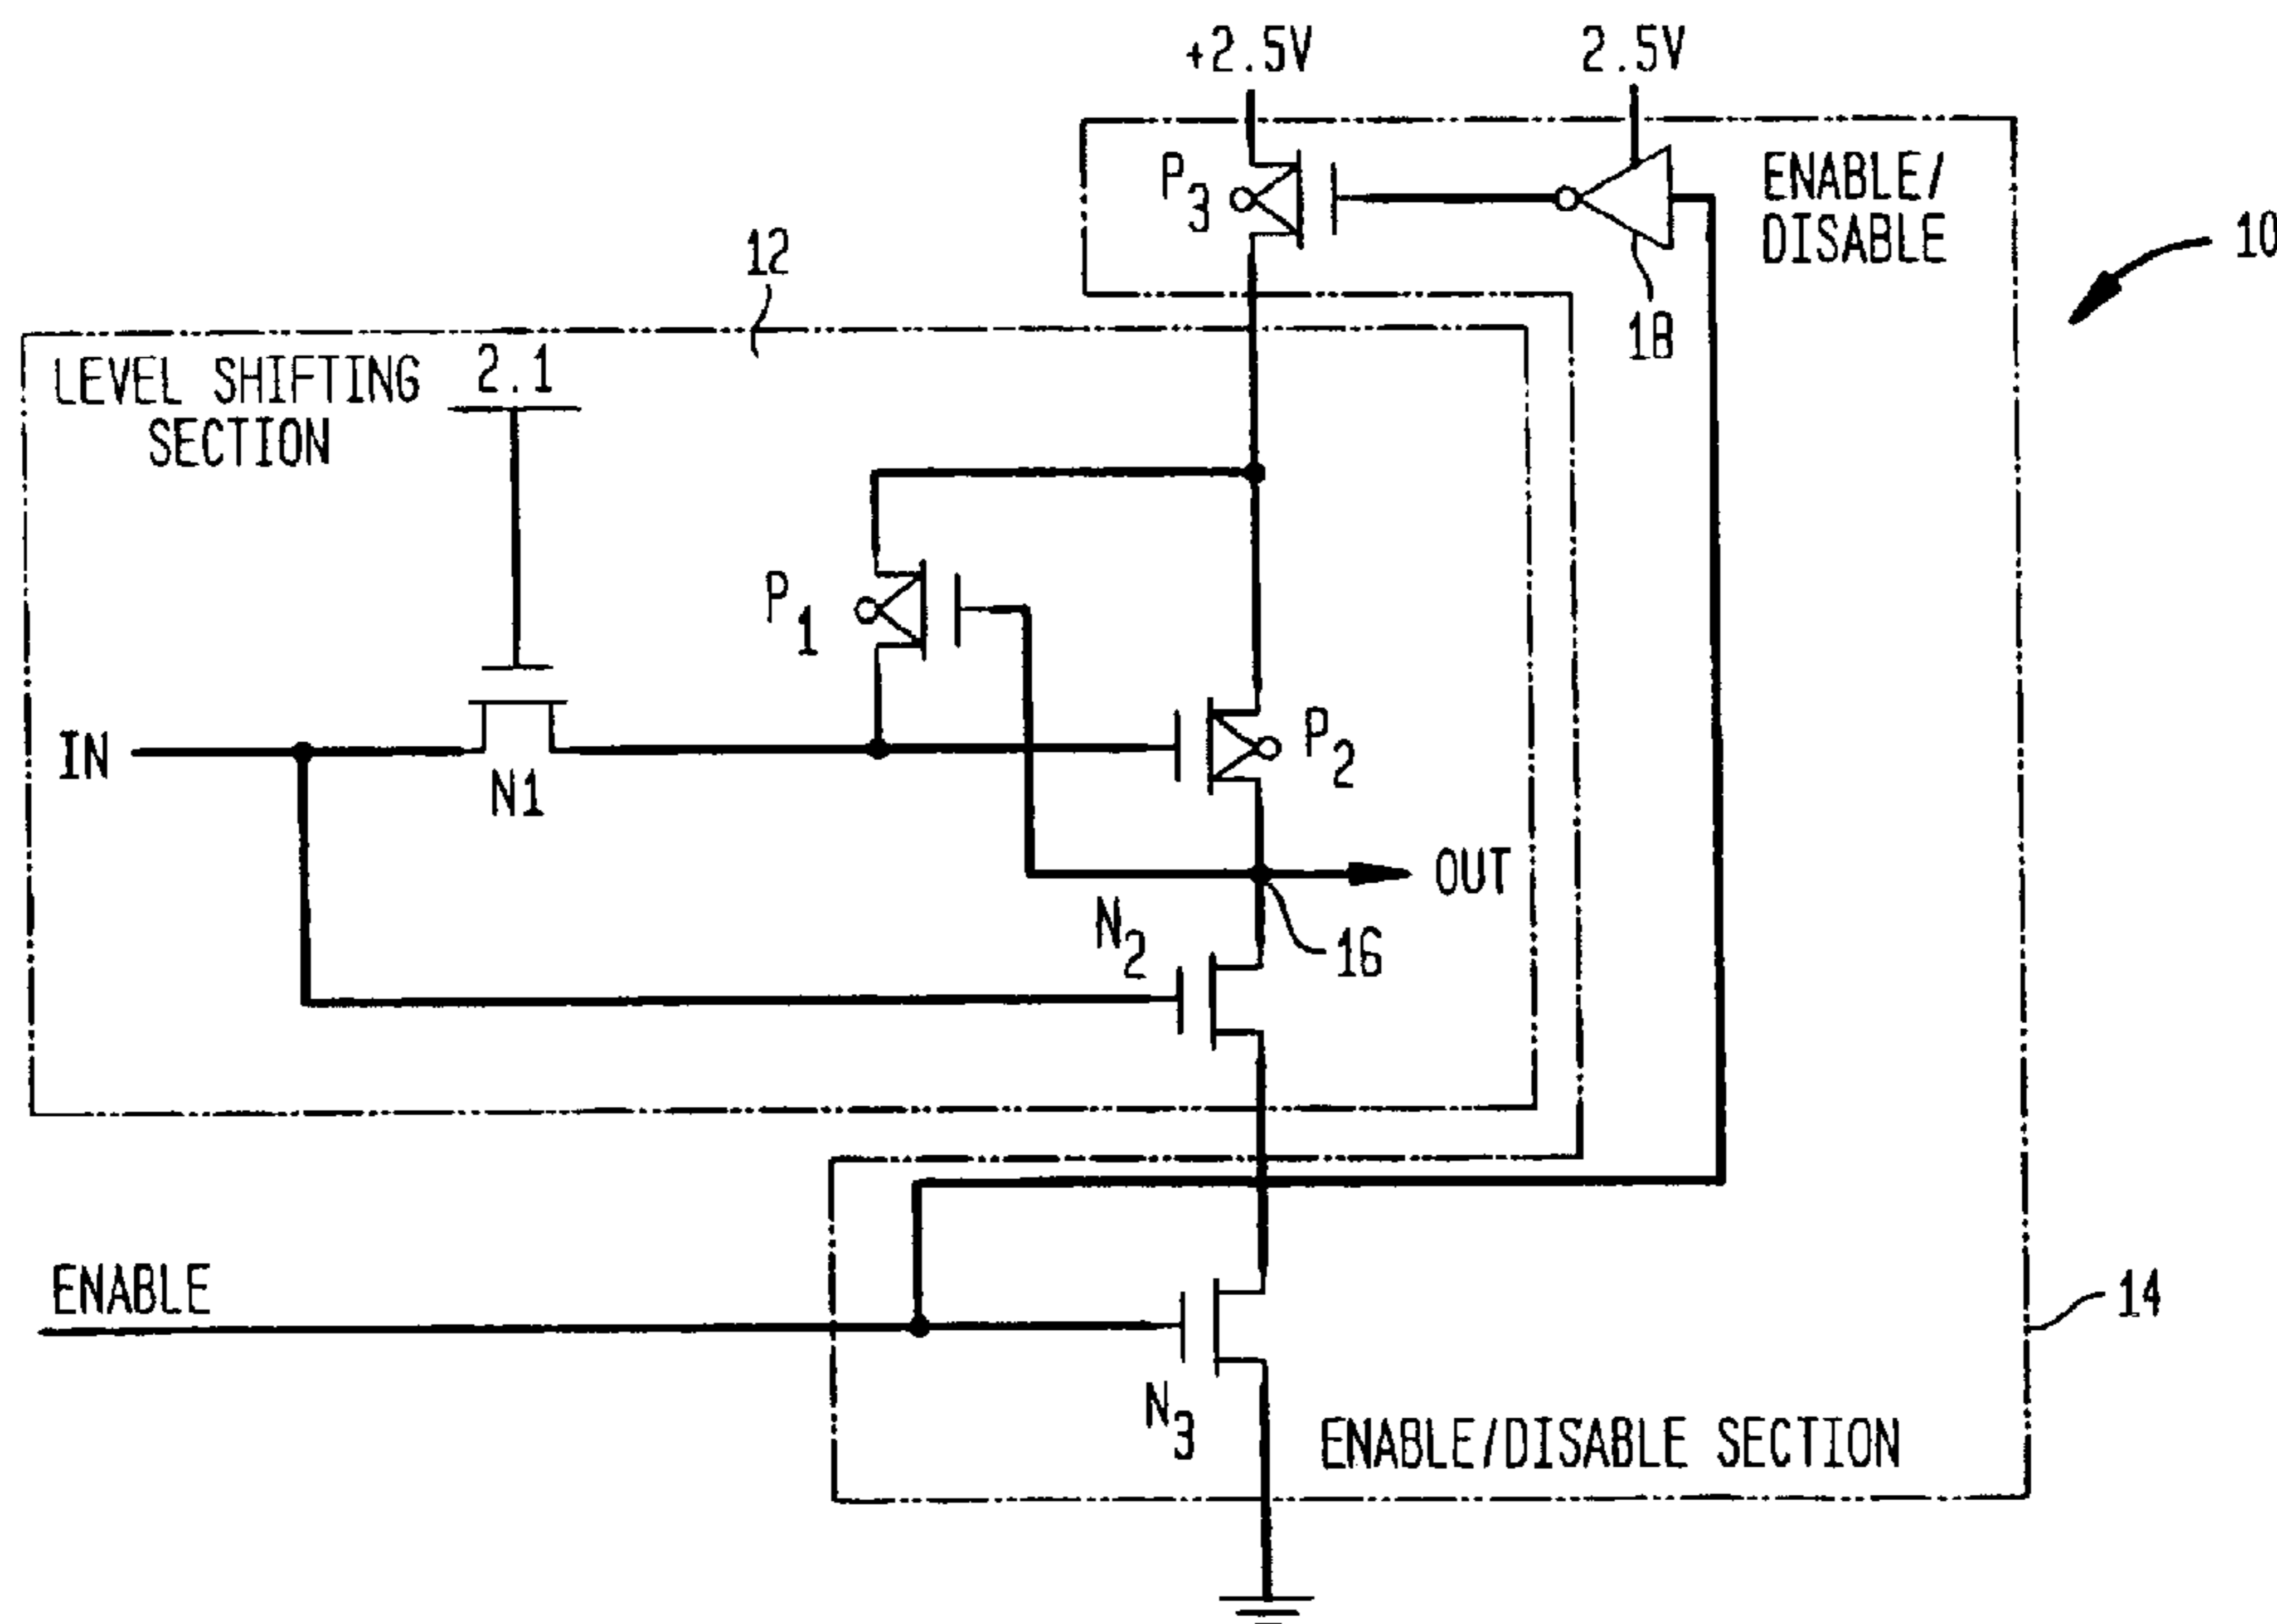 +2.5V
2.5V
P3
ENABLE/
DISABLE
10
12
18
LEVEL SHIFTING
SECTION
2.1
P1
IN
N1
P2
OUT
N2
16
ENABLE
14
N3
ENABLE/DISABLE SECTION